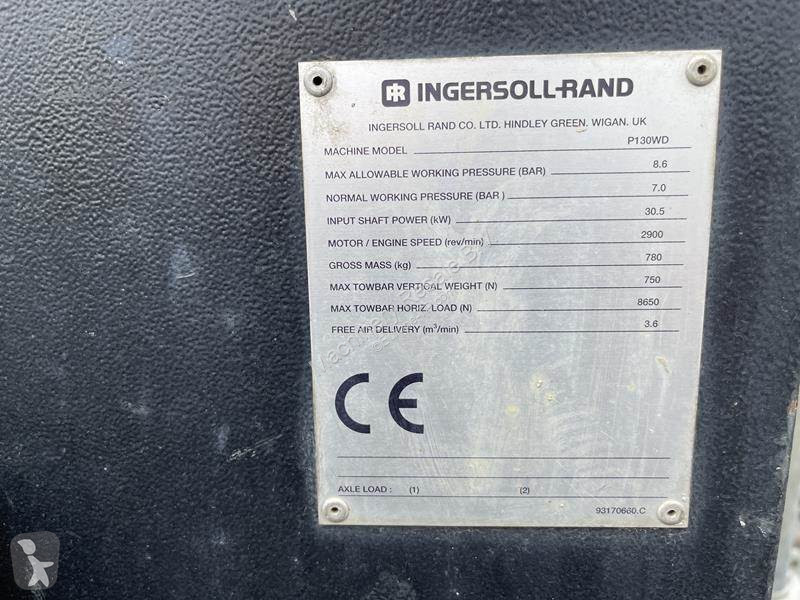 IR INGERSOLL-RAND
INGERSOLL RAND CO. LTD. HINDLEY GREEN. WIGAN. UK
MACHINE MODEL P130WD
MAX ALLOWABLE WORKING PRESSURE (BAR) 8.6
NORMAL WORKING PRESSURE (BAR ) 7.0
INPUT SHAFT POWER (kW) 30.5
MOTOR / ENGINE SPEED (rev/min) 2900
GROSS MASS (kg) 780
MAX TOWBAR VERTICAL WEIGHT (N) 750
MAX TOWBAR HORIZ. LOAD (N) 8650
FREE AIR DELIVERY (m³/min) 3.6
CE
AXLE LOAD : (1) (2)
93170660.C